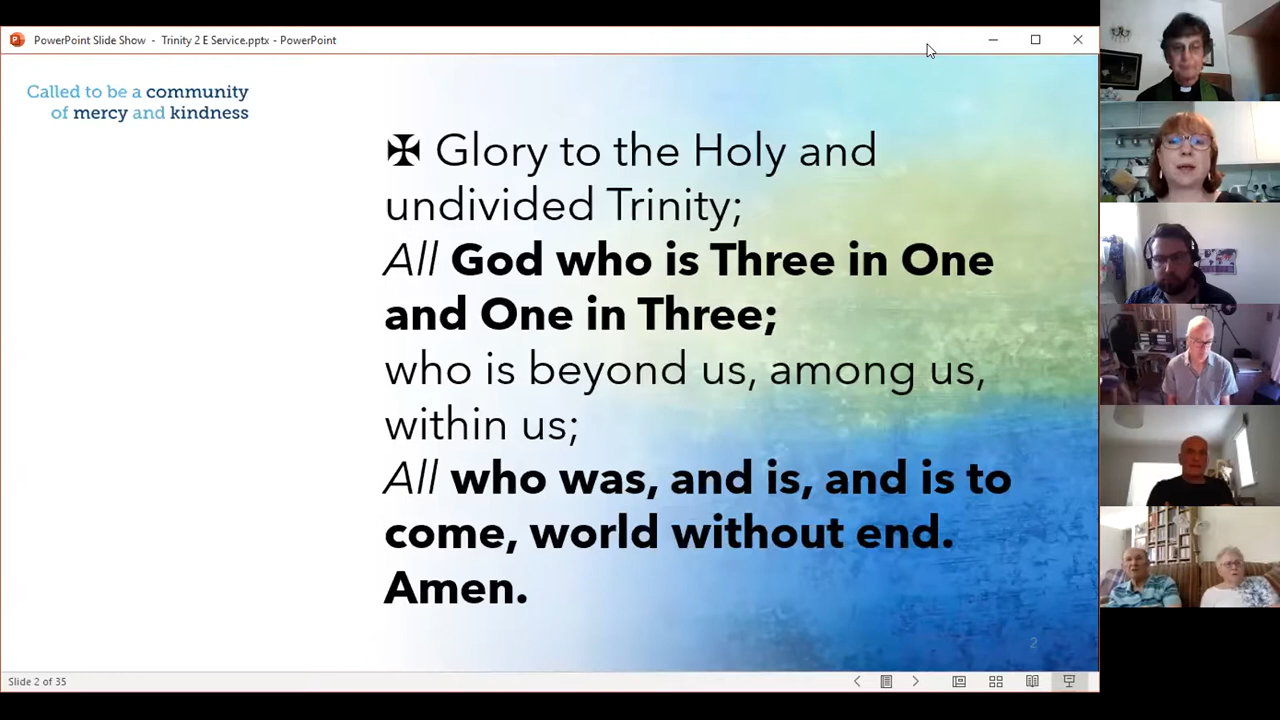 PowerPoint Slide Show - Trinity 2 E Service.pptx - PowerPoint
Called to be a community
of mercy and kindness
✠ Glory to the Holy and
undivided Trinity;
All God who is Three in One
and One in Three;
who is beyond us, among us,
within us;
All who was, and is, and is to
come, world without end.
Amen.
2
Slide 2 of 35